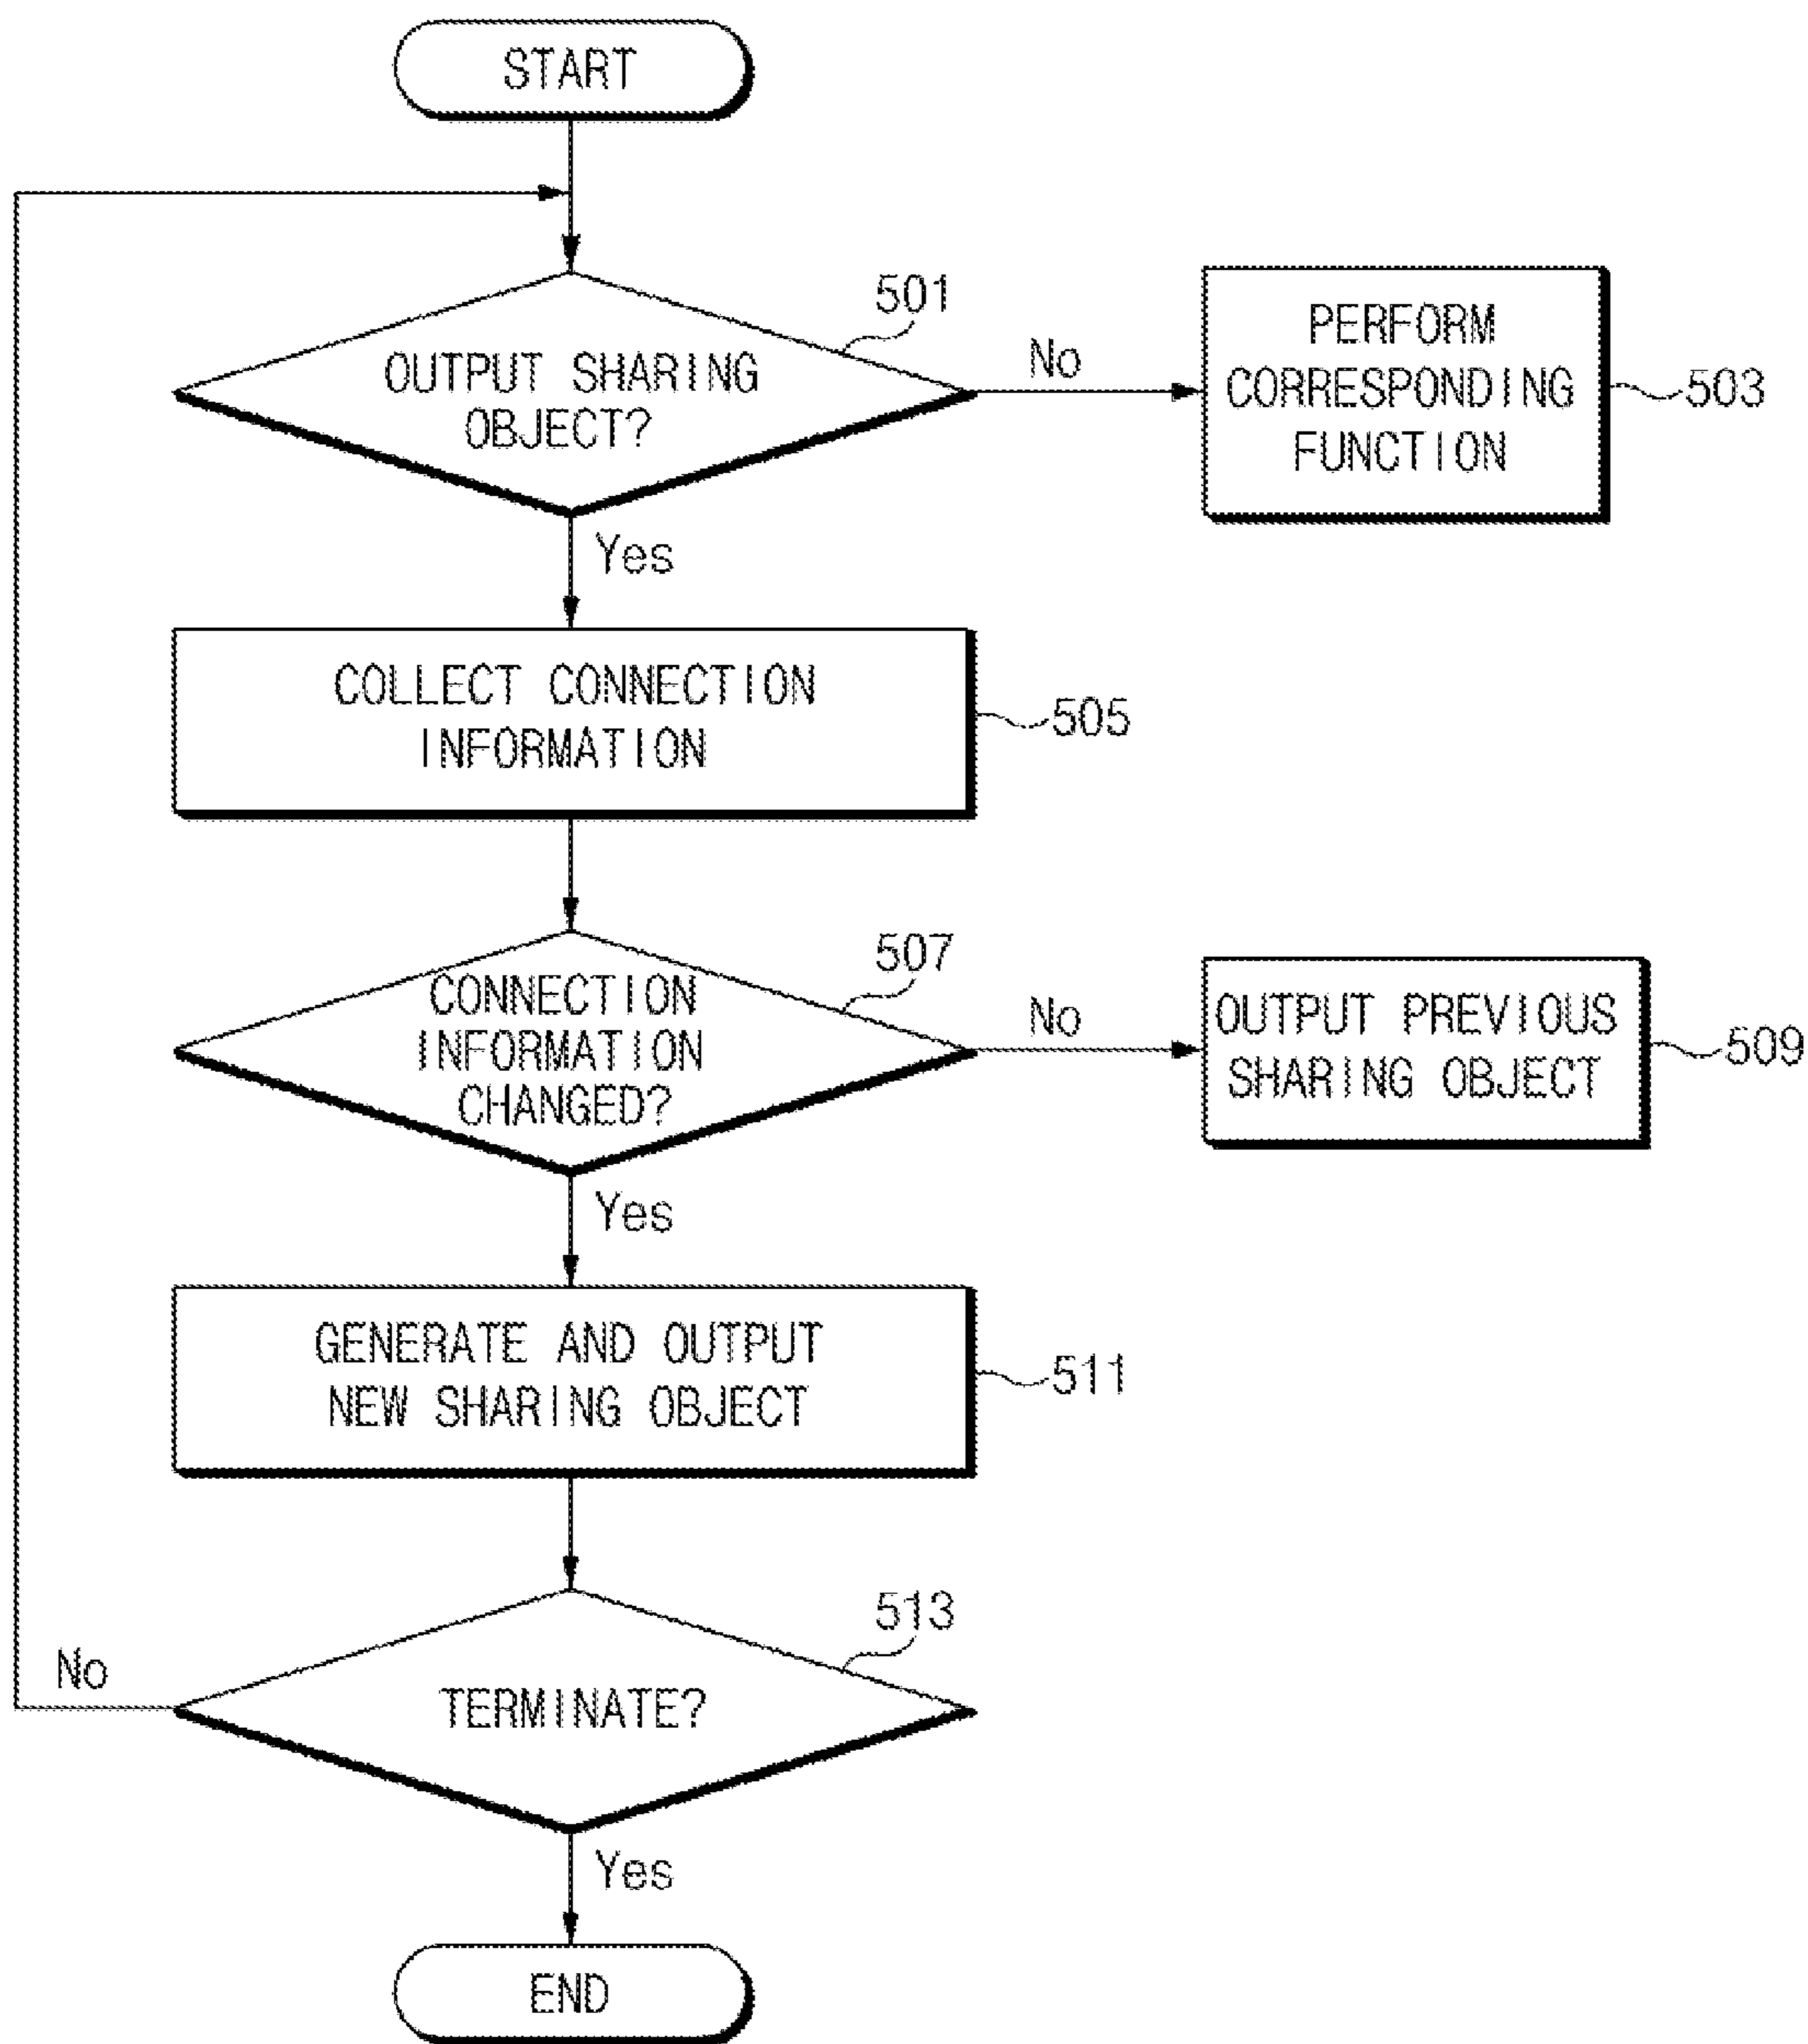 START
501
OUTPUT SHARING
OBJECT?
No
PERFORM
CORRESPONDING
FUNCTION
503
Yes
COLLECT CONNECTION
INFORMATION
505
507
CONNECTION
INFORMATION
CHANGED?
No
OUTPUT PREVIOUS
SHARING OBJECT
509
Yes
GENERATE AND OUTPUT
NEW SHARING OBJECT
511
513
No
TERMINATE?
Yes
END